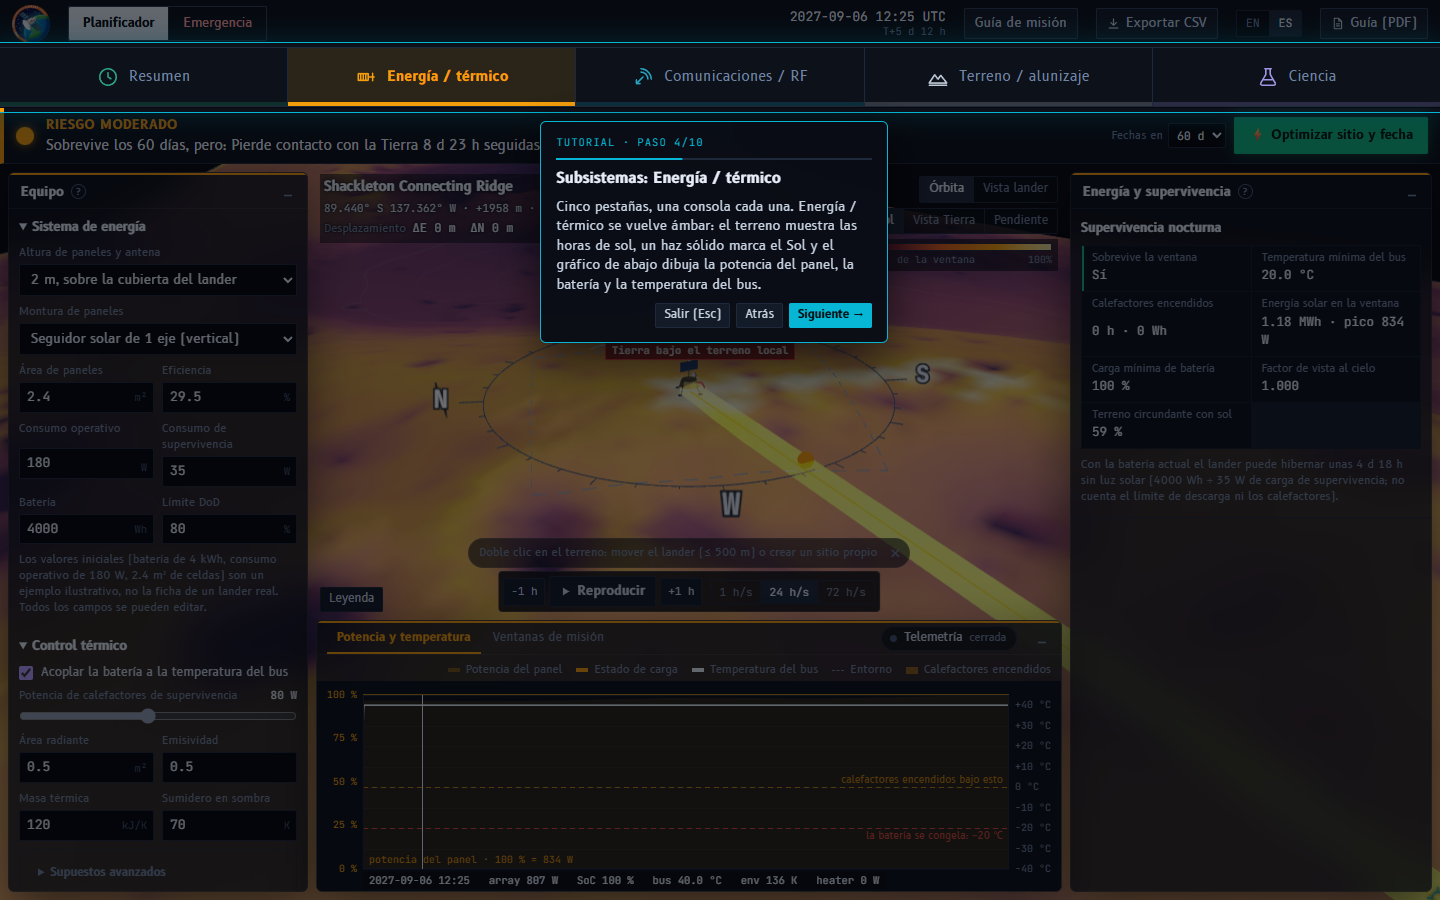 Planificador
Emergencia
2027-09-06 12:25 UTC
T+5 d 12 h
Guía de misión
Exportar CSV
EN
ES
Guía (PDF)
Resumen
Energía / térmico
Comunicaciones / RF
Terreno / alunizaje
Ciencia
RIESGO MODERADO
Sobrevive los 60 días, pero: Pierde contacto con la Tierra 8 d 23 h seguidas
Fechas en
60 d
Optimizar sitio y fecha
TUTORIAL · PASO 4/10
Subsistemas: Energía / térmico
Cinco pestañas, una consola cada una. Energía /
térmico se vuelve ámbar: el terreno muestra las
horas de sol, un haz sólido marca el Sol y el
gráfico de abajo dibuja la potencia del panel, la
batería y la temperatura del bus.
Salir (Esc)
Atrás
Siguiente →
Equipo ?
▾ Sistema de energía
Altura de paneles y antena
2 m, sobre la cubierta del lander
Montura de paneles
Seguidor solar de 1 eje (vertical)
Área de paneles
Eficiencia
2.4 m²
29.5 %
Consumo operativo
Consumo de
supervivencia
180 W
35 W
Batería
Límite DoD
4000 Wh
80 %
Los valores iniciales (batería de 4 kWh, consumo
operativo de 180 W, 2.4 m² de celdas) son un
ejemplo ilustrativo, no la ficha de un lander real.
Todos los campos se pueden editar.
▾ Control térmico
Acoplar la batería a la temperatura del bus
Potencia de calefactores de supervivencia 80 W
Área radiante
Emisividad
0.5 m²
0.5
Masa térmica
Sumidero en sombra
120 kJ/K
70 K
▸ Supuestos avanzados
Shackleton Connecting Ridge
89.440° S 137.362° W · +1958 m ·
Desplazamiento ΔE 0 m ΔN 0 m
Órbita
Vista lander
Vista Tierra
Pendiente
de la ventana 100%
Tierra bajo el terreno local
N
S
W
Doble clic en el terreno: mover el lander (≤ 500 m) o crear un sitio propio ×
Leyenda
-1 h
▸ Reproducir
+1 h
1 h/s
24 h/s
72 h/s
Potencia y temperatura
Ventanas de misión
Telemetría cerrada
Potencia del panel
Estado de carga
Temperatura del bus
Entorno
Calefactores encendidos
100 %
75 %
50 %
25 %
0 %
+40 °C
+30 °C
+20 °C
+10 °C
0 °C
-10 °C
-20 °C
-30 °C
-40 °C
calefactores encendidos bajo esto
la batería se congela: -20 °C
potencia del panel · 100 % = 834 W
2027-09-06 12:25 array 807 W SoC 100 % bus 40.0 °C env 136 K heater 0 W
Energía y supervivencia ?
Supervivencia nocturna
Sobrevive la ventana
Sí
Temperatura mínima del bus
20.0 °C
Calefactores encendidos
0 h · 0 Wh
Energía solar en la ventana
1.18 MWh · pico 834
W
Carga mínima de batería
100 %
Factor de vista al cielo
1.000
Terreno circundante con sol
59 %
Con la batería actual el lander puede hibernar unas 4 d 18 h
sin luz solar (4000 Wh ÷ 35 W de carga de supervivencia; no
cuenta el límite de descarga ni los calefactores).